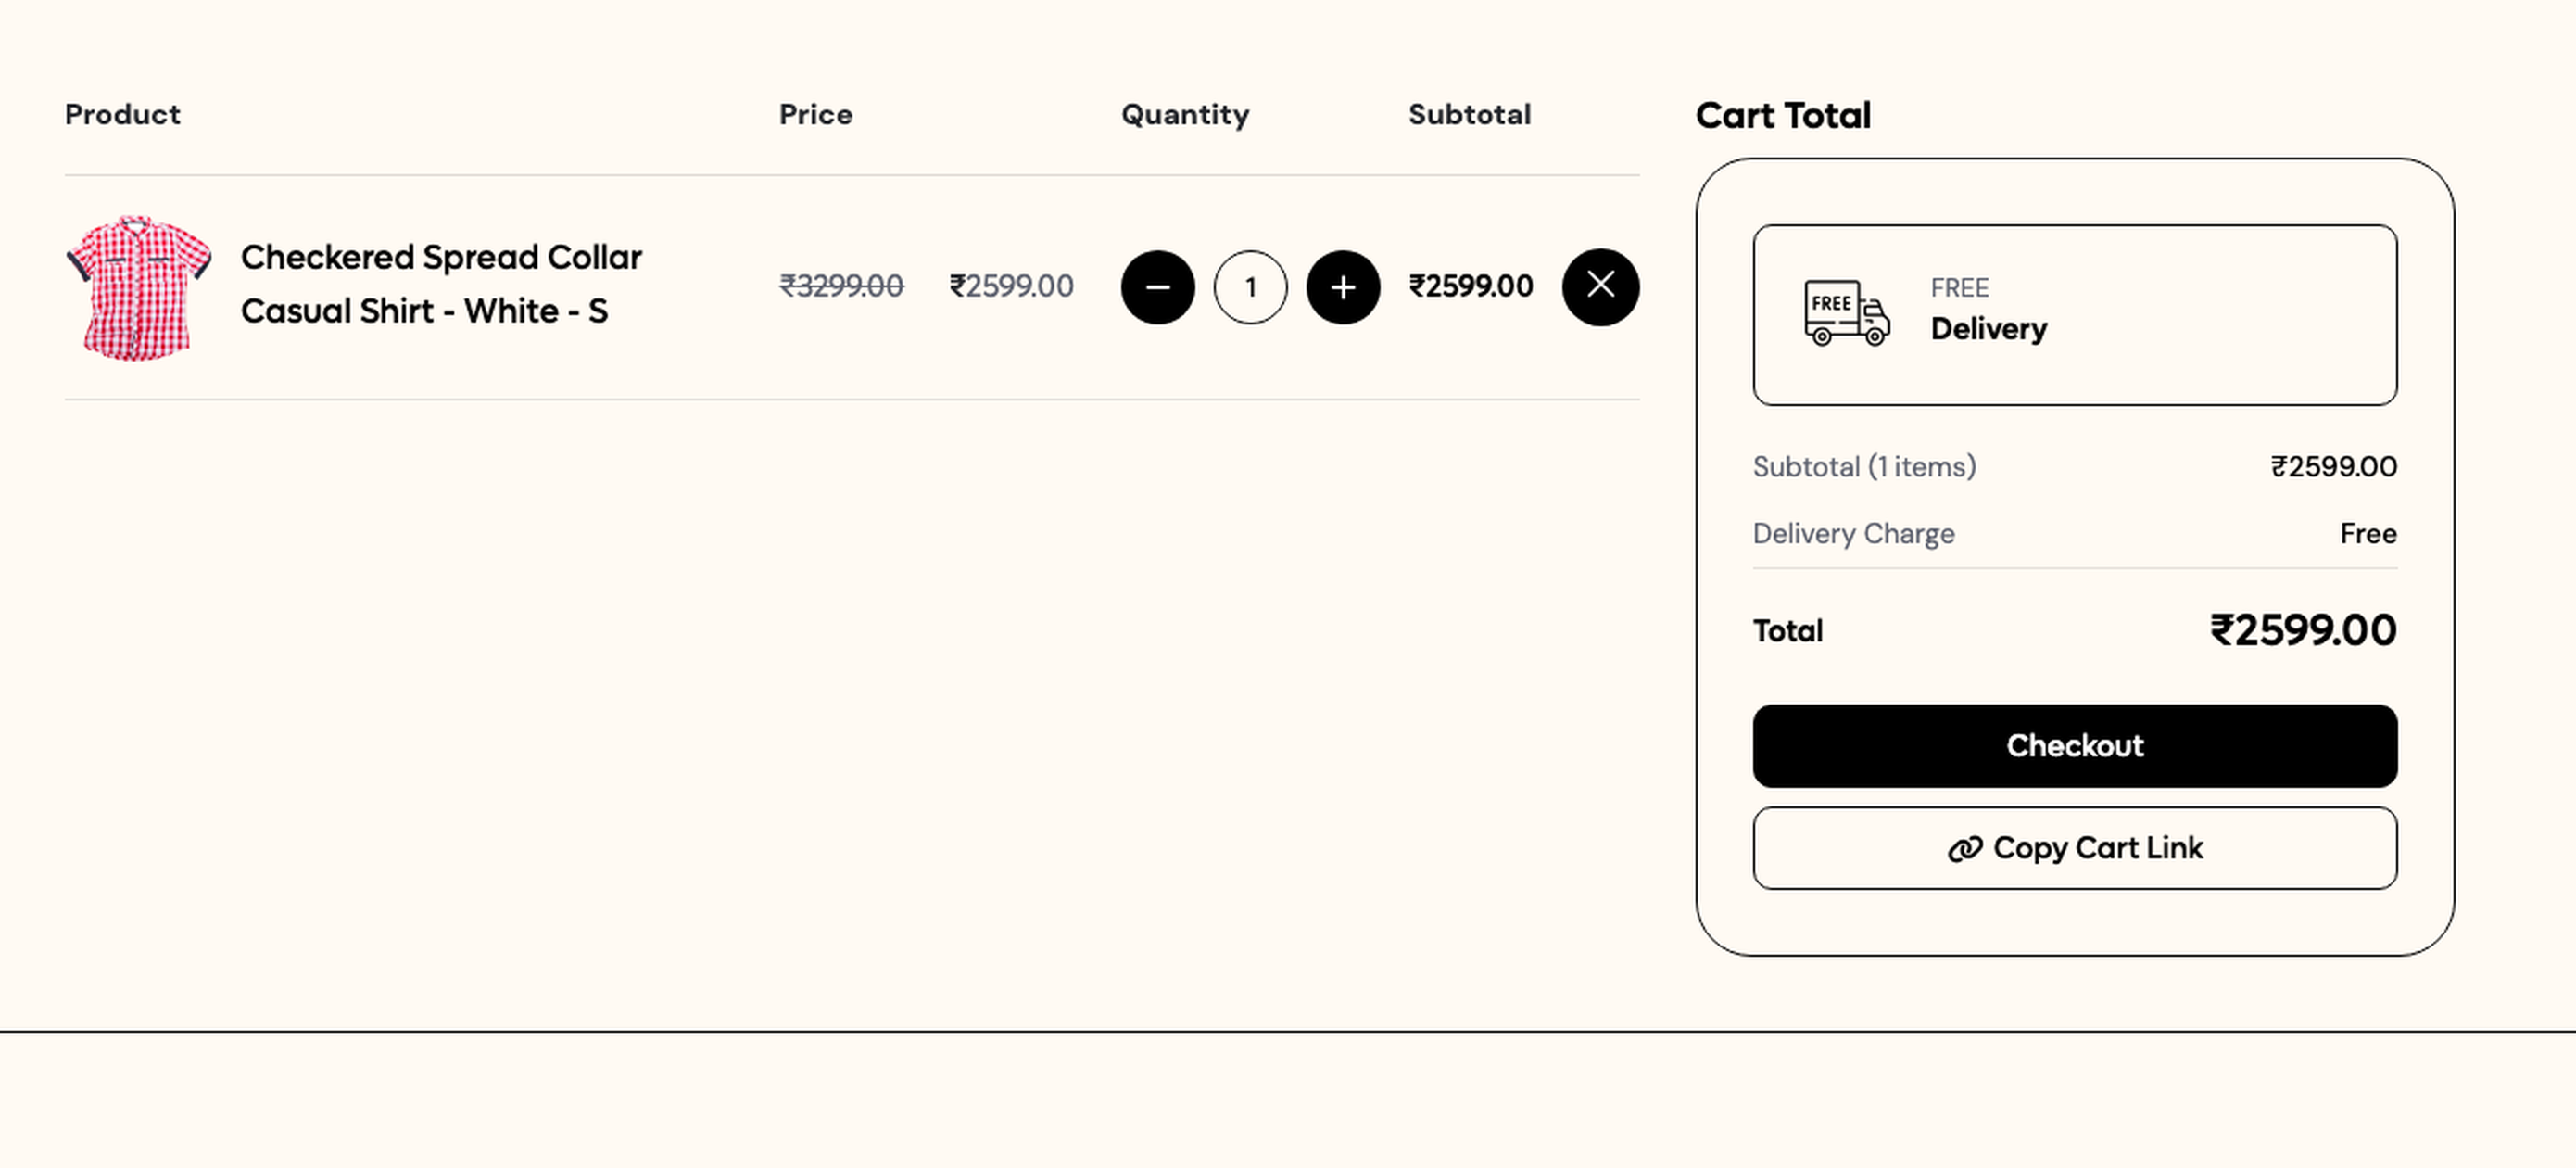 Product Price Quantity Subtotal
Checkered Spread Collar
Casual Shirt - White - S
₹3299.00 ₹2599.00 1 ₹2599.00
Cart Total
FREE
FREE
Delivery
Subtotal (1 items) ₹2599.00
Delivery Charge Free
Total ₹2599.00
Checkout
Copy Cart Link